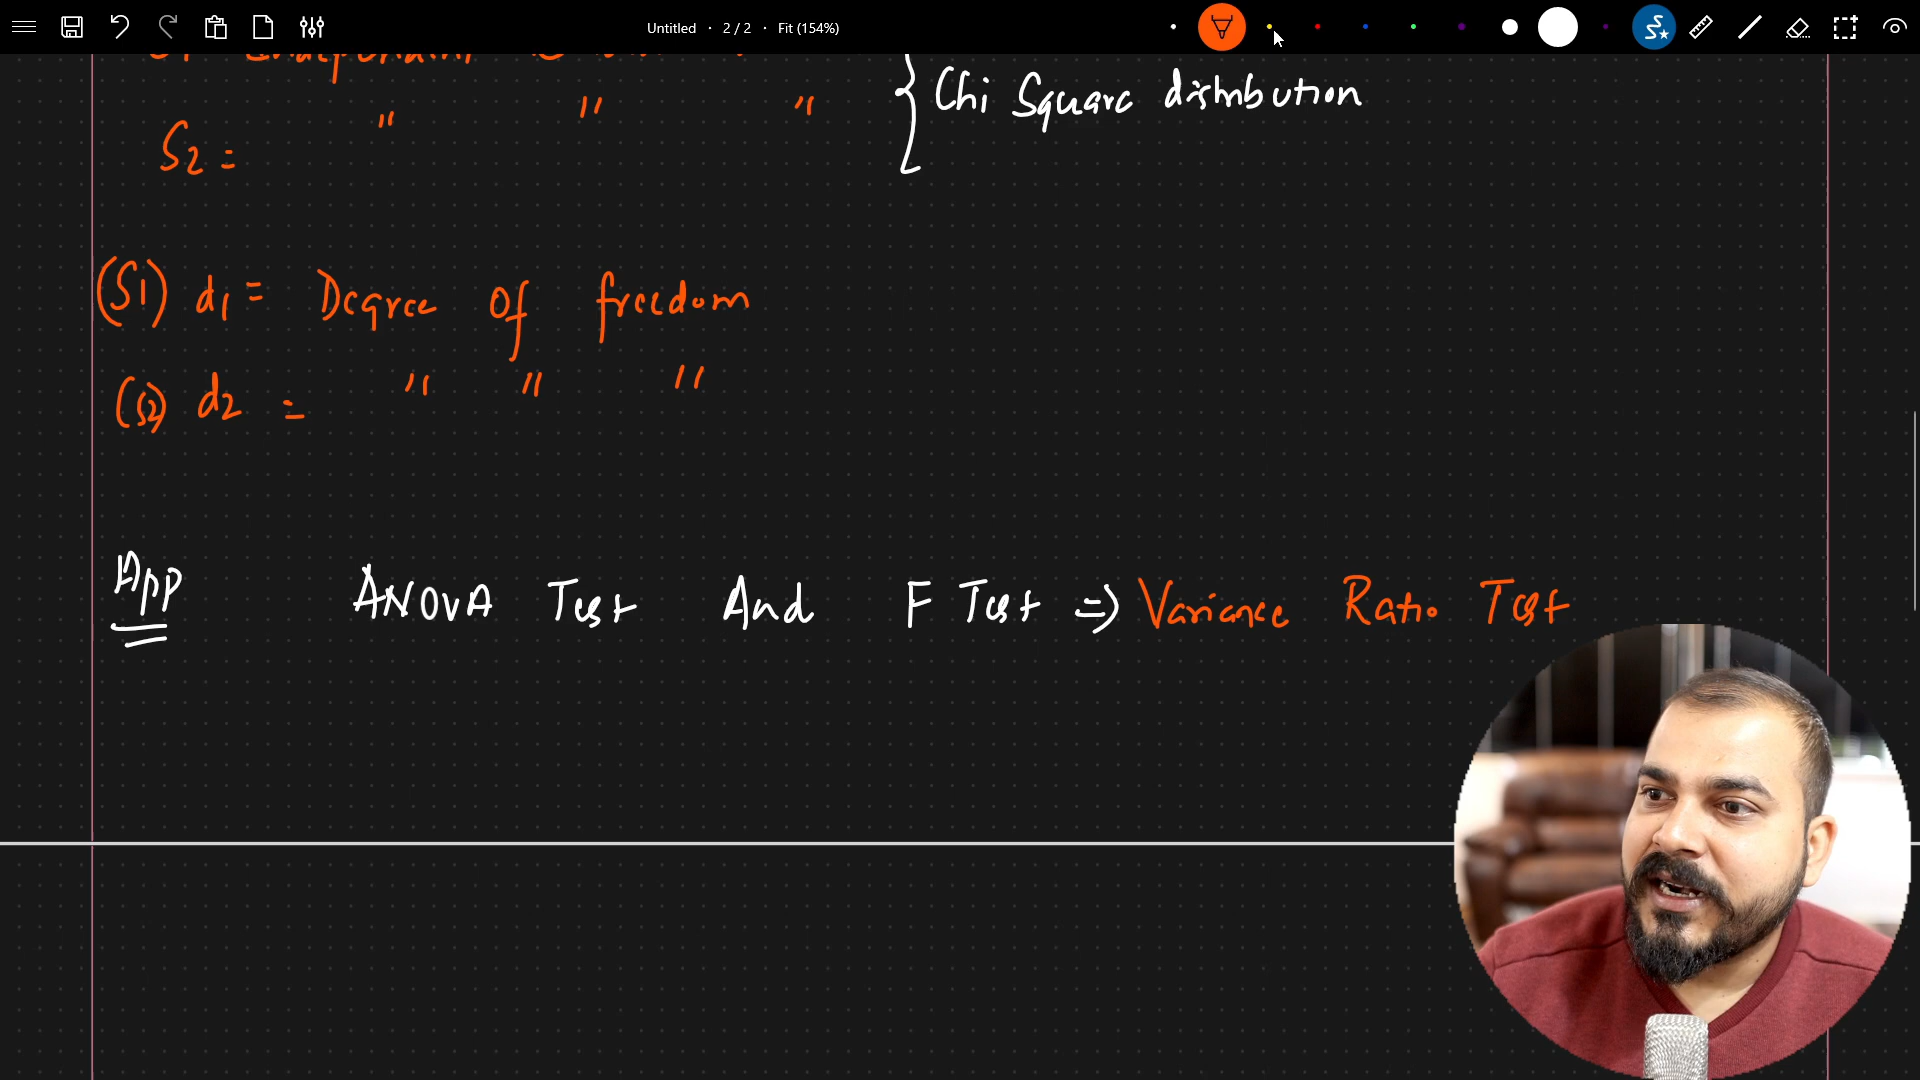 Untitled · 2 / 2 · Fit (154%)
Chi Square distribution
" " "
S2 =
(S1) d1 = Degree of freedom
(S2) d2 = " " "
App ANOVA Test And F Test => Variance Ratio Test